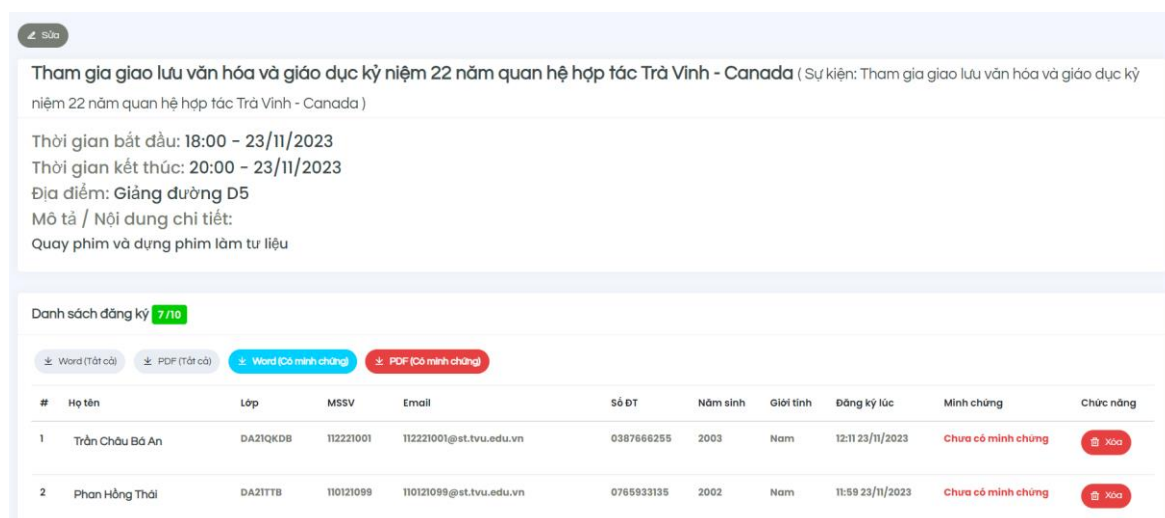 Sửa
Tham gia giao lưu văn hóa và giáo dục kỷ niệm 22 năm quan hệ hợp tác Trà Vinh - Canada ( Sự kiện: Tham gia giao lưu văn hóa và giáo dục kỷ
niệm 22 năm quan hệ hợp tác Trà Vinh - Canada )
Thời gian bắt đầu: 18:00 - 23/11/2023
Thời gian kết thúc: 20:00 - 23/11/2023
Địa điểm: Giảng đường D5
Mô tả / Nội dung chi tiết:
Quay phim và dựng phim làm tư liệu
Danh sách đăng ký 7/10
Word (Tất cả) PDF (Tất cả) Word (Có minh chứng) PDF (Có minh chứng)
# Họ tên Lớp MSSV Email Số ĐT Năm sinh Giới tính Đăng ký lúc Minh chứng Chức năng
1 Trần Châu Bá An DA21QKDB 112221001 112221001@st.tvu.edu.vn 0387666255 2003 Nam 12:11 23/11/2023 Chưa có minh chứng Xóa
2 Phan Hồng Thái DA21TTB 110121099 110121099@st.tvu.edu.vn 0765933135 2002 Nam 11:59 23/11/2023 Chưa có minh chứng Xóa